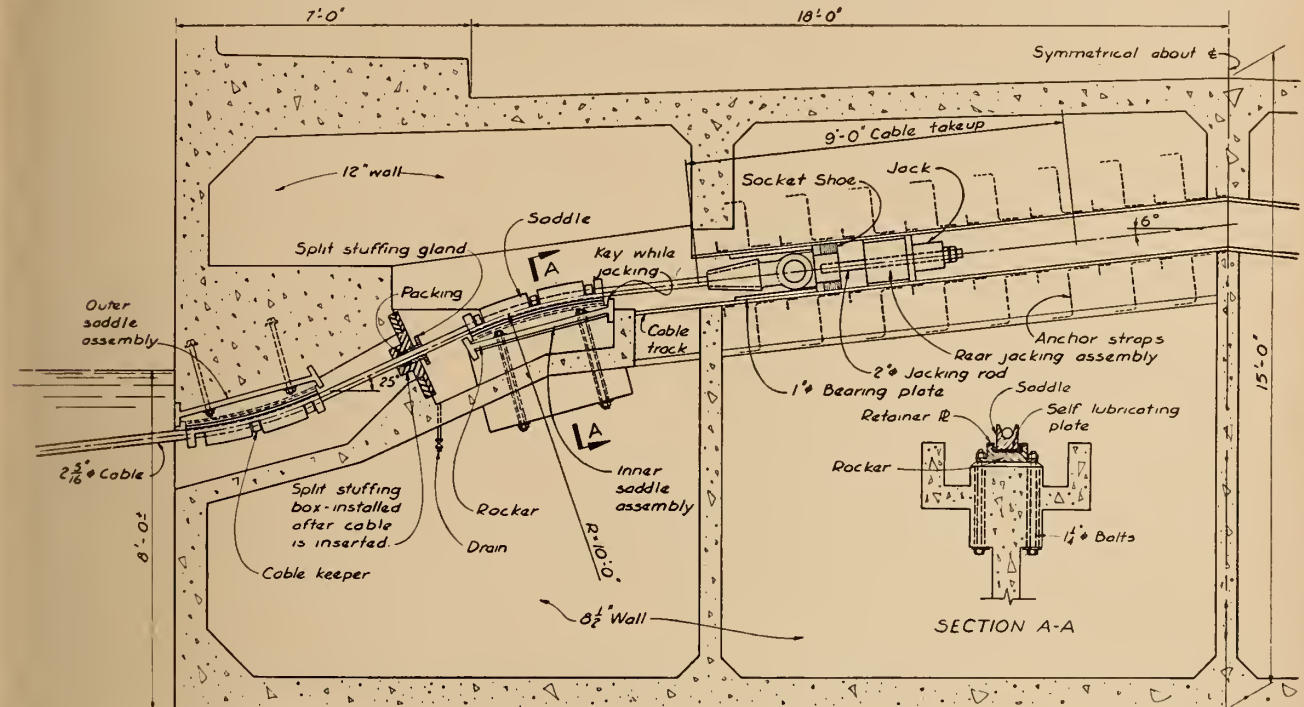 7'-0"
18'-0"
Symmetrical about ℄
9'-0" Cable takeup
12" wall
Socket Shoe
Jack
Saddle
6°
Split stuffing gland
A
Key while
jacking
Packing
Outer
saddle
assembly
Cable
track
Anchor straps
Rear jacking assembly
2"ϕ Jacking rod
1"ϕ Bearing plate
25°
15'-0"
A
Saddle
Retainer ⅊
Self lubricating
plate
Rocker
2 5/16"ϕ Cable
Inner
saddle
assembly
Split stuffing
box-installed
after cable
is inserted.
Rocker
8'-0±
Drain
R=10'-0"
1 1/4"ϕ Bolts
Cable keeper
8 1/2" Wall
SECTION A-A